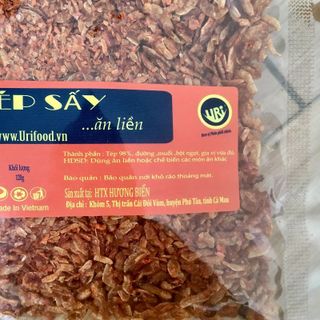 ÉP SẤY
...ăn liền
www.Urifood.vn
URi
Thành phần : Tép 98%, đường ,muối ,bột ngọt, gia vị vừa đủ.
HDSD: Dùng ăn liền hoặc chế biến các món ăn khác
Bảo quản : Bảo quản nơi khô ráo thoáng mát.
Khối lượng
120g
Sản xuất tại: HTX HƯƠNG BIỂN
Địa chỉ : Khóm 5, Thị trấn Cái Đôi Vàm, huyện Phú Tân, tỉnh Cà Mau
ade in Vietnam